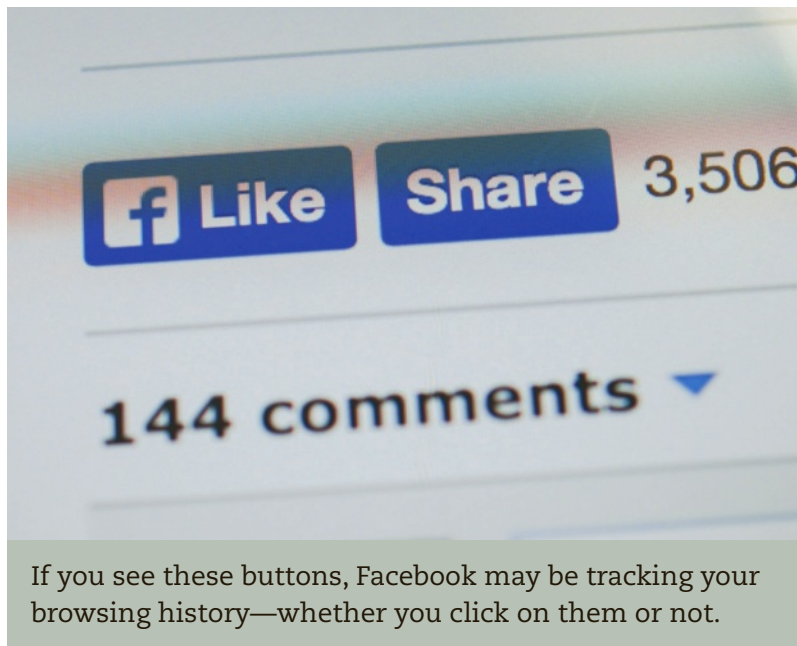 f Like Share 3,506
144 comments
If you see these buttons, Facebook may be tracking your
browsing history—whether you click on them or not.